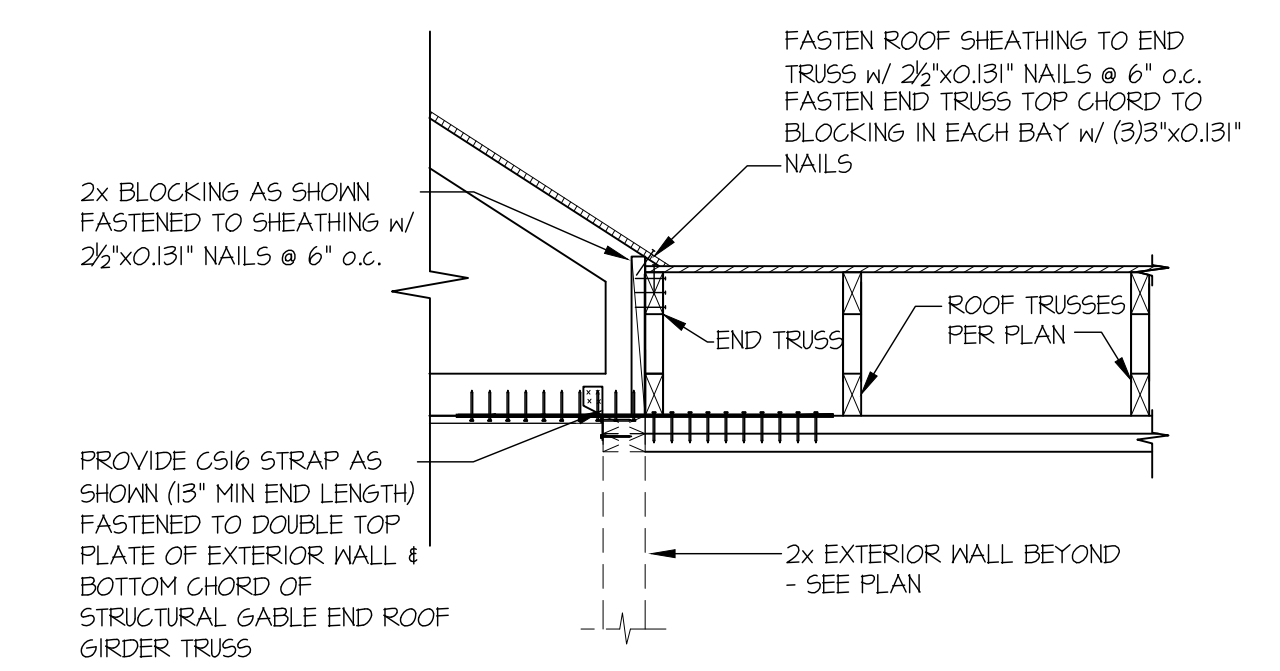 FASTEN ROOF SHEATHING TO END
TRUSS w/ 2½"x0.131" NAILS @ 6" o.c.
FASTEN END TRUSS TOP CHORD TO
BLOCKING IN EACH BAY w/ (3)3"x0.131"
NAILS
2x BLOCKING AS SHOWN
FASTENED TO SHEATHING w/
2½"x0.131" NAILS @ 6" o.c.
ROOF TRUSSES
PER PLAN
END TRUSS
PROVIDE CS16 STRAP AS
SHOWN (13" MIN END LENGTH)
FASTENED TO DOUBLE TOP
PLATE OF EXTERIOR WALL &
BOTTOM CHORD OF
STRUCTURAL GABLE END ROOF
GIRDER TRUSS
2x EXTERIOR WALL BEYOND
- SEE PLAN